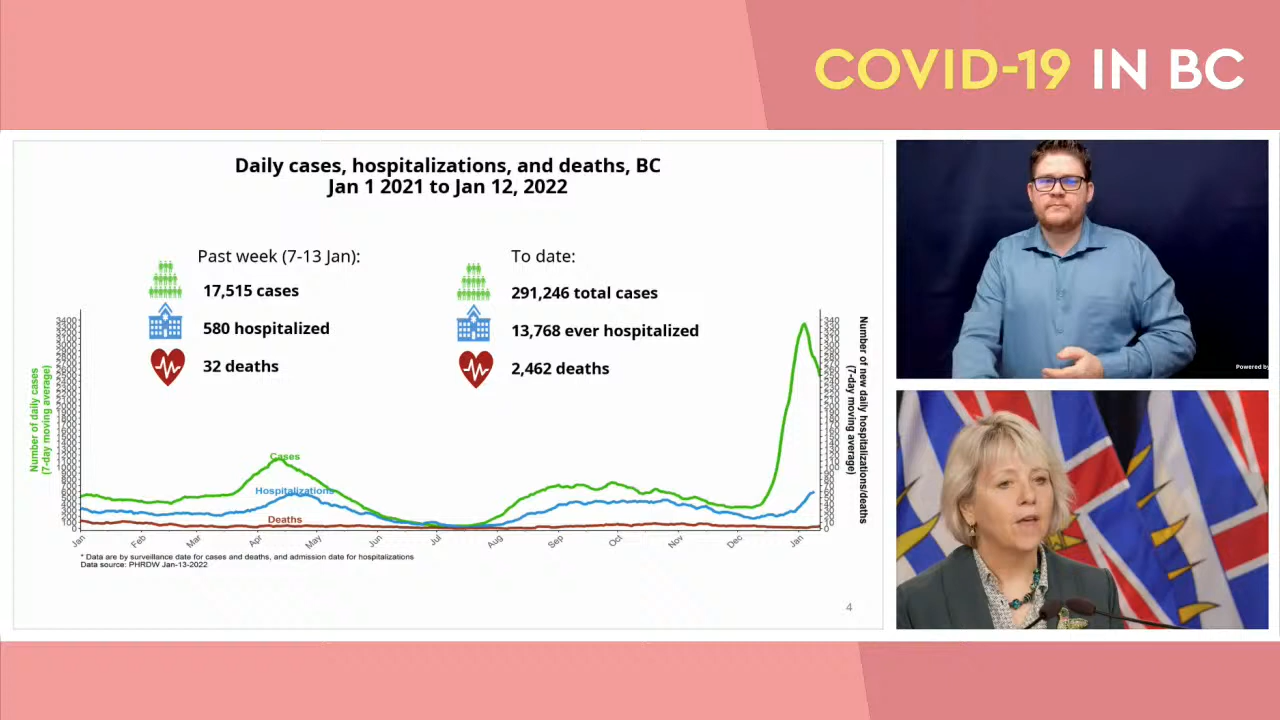 COVID-19 IN BC
Daily cases, hospitalizations, and deaths, BC
Jan 1 2021 to Jan 12, 2022
Past week (7-13 Jan):
17,515 cases
580 hospitalized
32 deaths
To date:
291,246 total cases
13,768 ever hospitalized
2,462 deaths
Number of daily cases
(7-day moving average)
3400
340
Number of new daily hospitalizations/deaths
(7-day moving average)
Cases
Hospitalizations
Deaths
Jan
Feb
Mar
Apr
May
Jun
Jul
Aug
Sep
Oct
Nov
Dec
Jan
* Data are by surveillance date for cases and deaths, and admission date for hospitalizations
Data source: PHRDW Jan-13-2022
4
Powered by